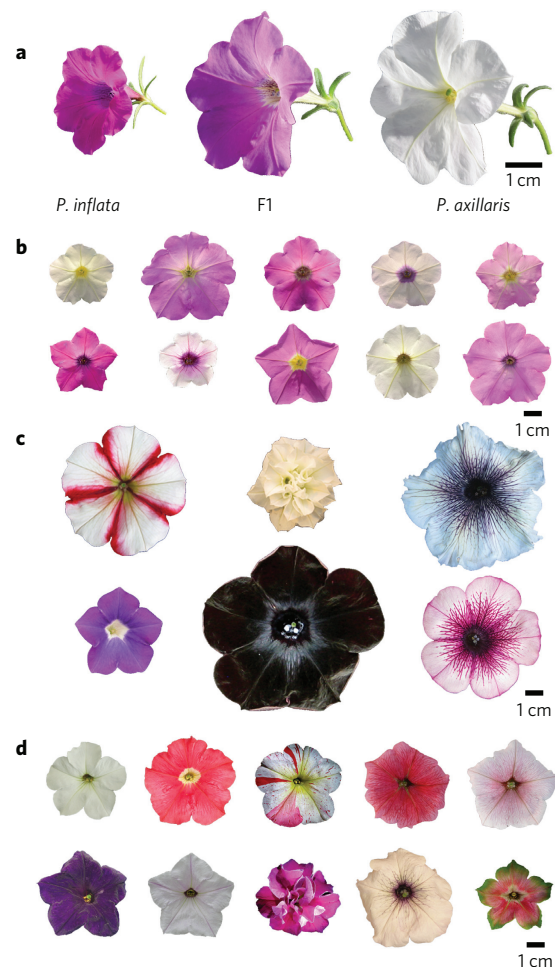 a
1 cm
P. inflata
F1
P. axillaris
b
1 cm
c
1 cm
d
1 cm